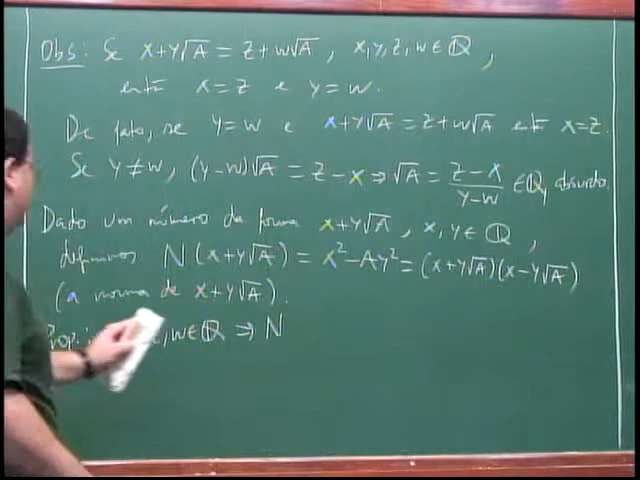 Obs: Se x+y√A = z+w√A, x,y,z,w∈ℚ,
então x=z e y=w.
De fato, se y=w e x+y√A = z+w√A então x=z.
Se y≠w, (y-w)√A = z-x ⇒ √A = (z-x)/(y-w) ∈ℚ, absurdo.
Dado um número da forma x+y√A, x,y∈ℚ,
definimos N(x+y√A) = x²-Ay² = (x+y√A)(x-y√A)
(a norma de x+y√A).
Prop.: z,w∈ℚ ⇒ N